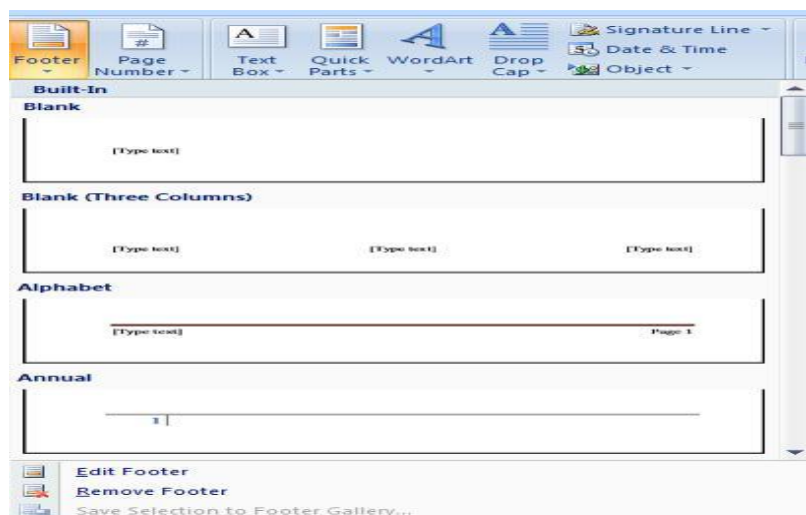 Footer
Page Number
A
Text Box
Quick Parts
A
WordArt
A
Drop Cap
Signature Line
Date & Time
Object
#
Built-In
Blank
[Type text]
Blank (Three Columns)
[Type text] [Type text] [Type text]
Alphabet
[Type text] Page 1
Annual
1
Edit Footer
Remove Footer
Save Selection to Footer Gallery...